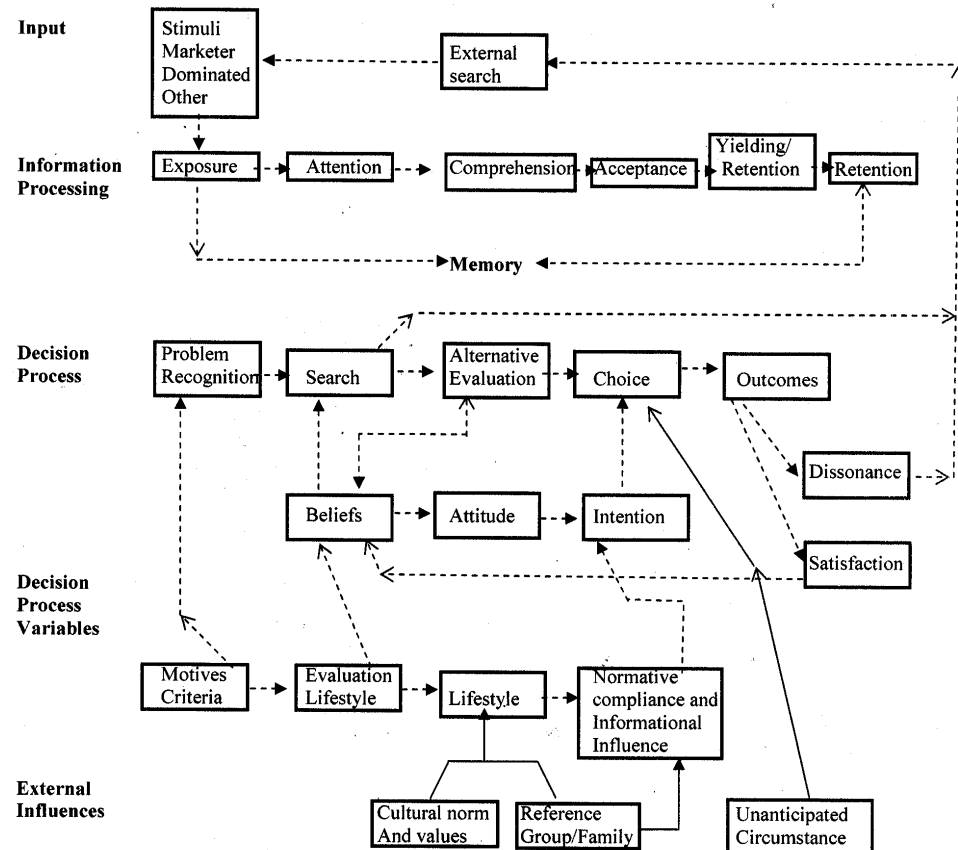 Input
Stimuli
Marketer
Dominated
Other
External
search
Information
Processing
Exposure
Attention
Comprehension
Acceptance
Yielding/
Retention
Retention
Memory
Decision
Process
Problem
Recognition
Search
Alternative
Evaluation
Choice
Outcomes
Dissonance
Beliefs
Attitude
Intention
Satisfaction
Decision
Process
Variables
Motives
Criteria
Evaluation
Lifestyle
Lifestyle
Normative
compliance and
Informational
Influence
External
Influences
Cultural norm
And values
Reference
Group/Family
Unanticipated
Circumstance